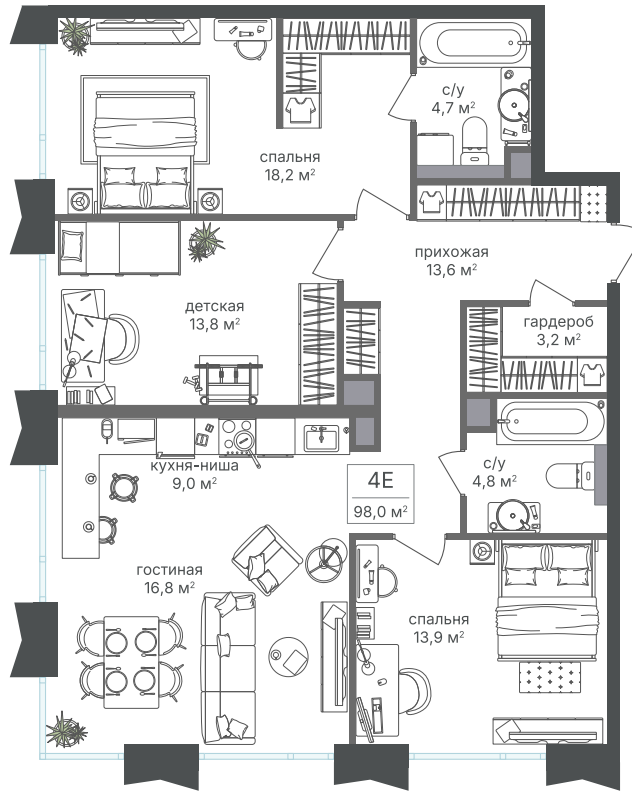 с/у
4,7 м²
спальня
18,2 м²
прихожая
13,6 м²
детская
13,8 м²
гардероб
3,2 м²
кухня-ниша
9,0 м²
4Е
98,0 м²
с/у
4,8 м²
гостиная
16,8 м²
спальня
13,9 м²